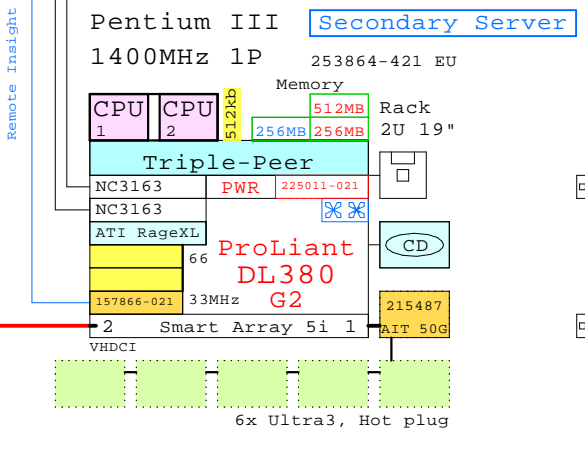 Remote Insight
Pentium III
Secondary Server
1400MHz 1P
253864-421 EU
Memory
CPU
1
CPU
2
512kb
512MB
256MB
256MB
Rack
2U 19"
Triple-Peer
NC3163
PWR
225011-021
NC3163
ATI RageXL
66
ProLiant
DL380
G2
CD
157866-021
33MHz
215487
AIT 50G
2
Smart Array 5i
1
VHDCI
6x Ultra3, Hot plug